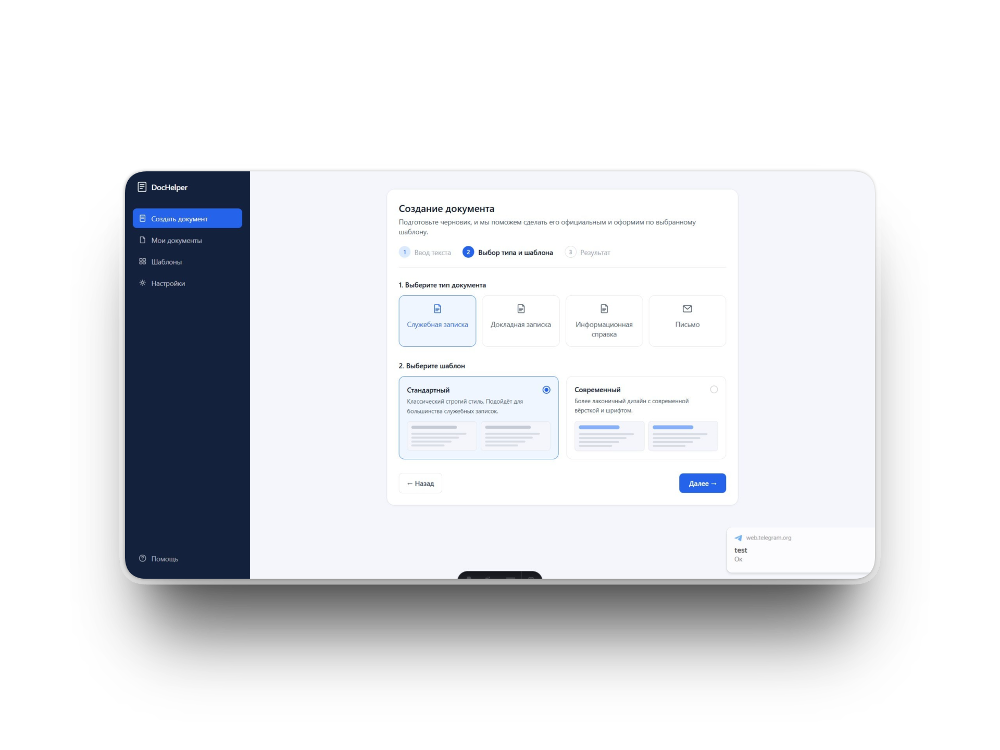 DocHelper
Создать документ
Мои документы
Шаблоны
Настройки
Помощь
Создание документа
Подготовьте черновик, и мы поможем сделать его официальным и оформим по выбранному
шаблону.
1 Ввод текста 2 Выбор типа и шаблона 3 Результат
1. Выберите тип документа
Служебная записка
Докладная записка
Информационная
справка
Письмо
2. Выберите шаблон
Стандартный
Классический строгий стиль. Подойдёт для
большинства служебных записок.
Современный
Более лаконичный дизайн с современной
вёрсткой и шрифтом.
← Назад
Далее →
web.telegram.org
test
Ок